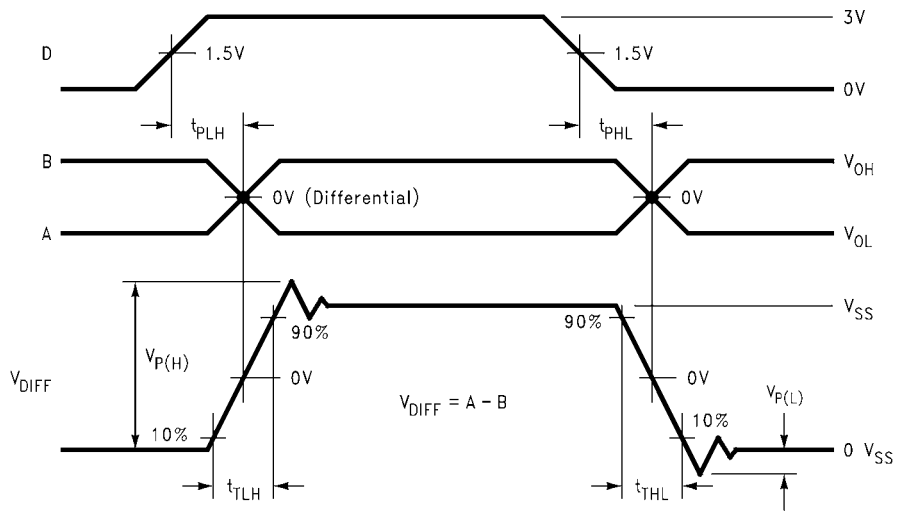 3V
D
1.5V
1.5V
0V
tPLH
tPHL
B
VOH
0V (Differential)
0V
A
VOL
VSS
90%
90%
VP(H)
VDIFF
0V
0V
VP(L)
VDIFF = A – B
10%
10%
0 VSS
tTLH
tTHL